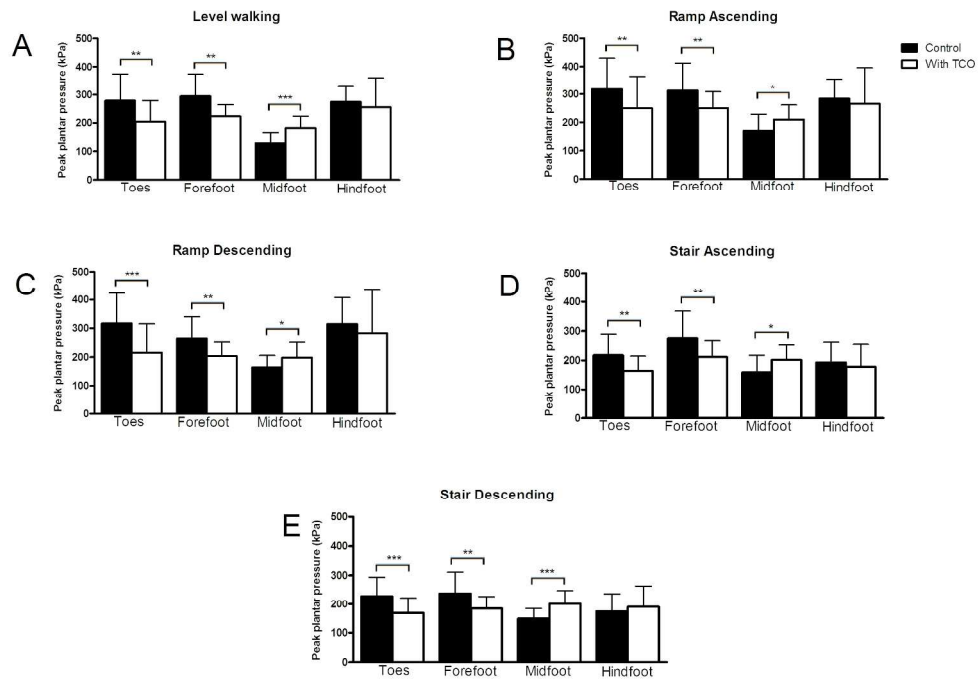 Level walking
A
Peak plantar pressure (kPa)
500
400
300
200
100
0
**
**
***
Toes Forefoot Midfoot Hindfoot
Ramp Ascending
B
Peak plantar pressure (kPa)
500
400
300
200
100
0
**
**
*
Toes Forefoot Midfoot Hindfoot
Control
With TCO
Ramp Descending
C
Peak plantar pressure (kPa)
500
400
300
200
100
0
***
**
*
Toes Forefoot Midfoot Hindfoot
Stair Ascending
D
Peak plantar pressure (kPa)
500
400
300
200
100
0
**
**
*
Toes Forefoot Midfoot Hindfoot
Stair Descending
E
Peak plantar pressure (kPa)
500
400
300
200
100
0
***
**
***
Toes Forefoot Midfoot Hindfoot